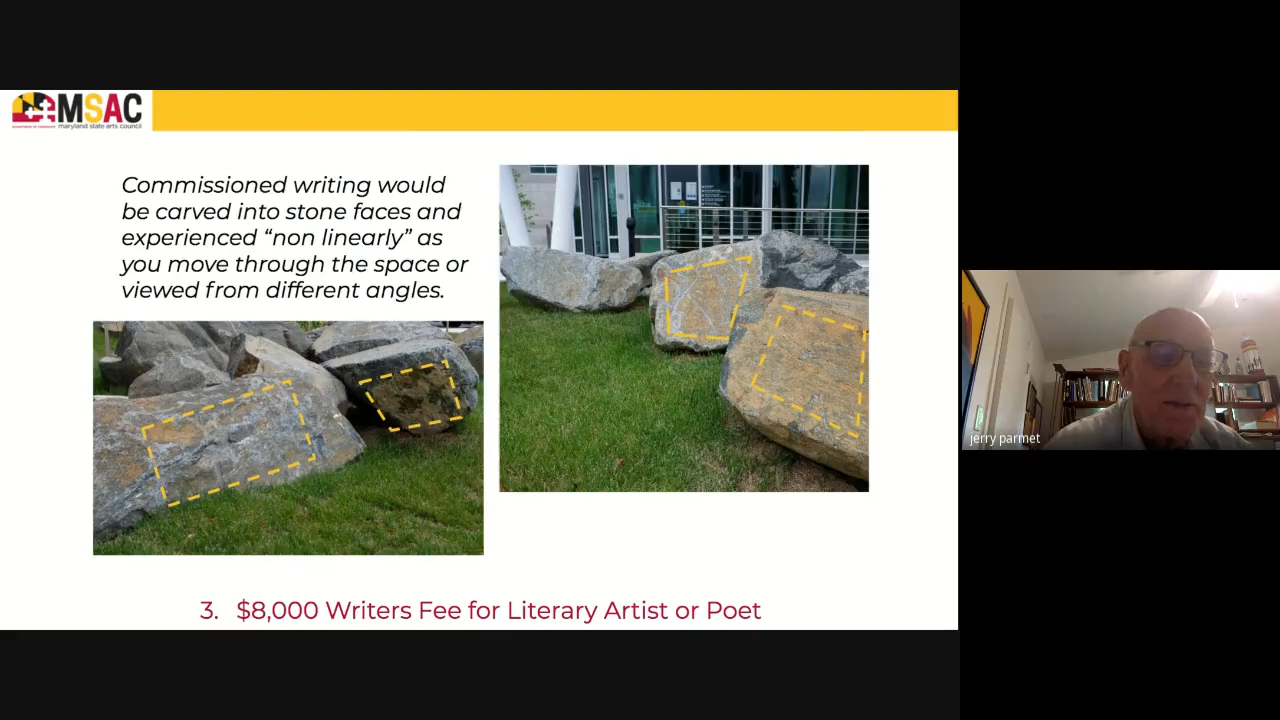 MSAC
maryland state arts council
Commissioned writing would
be carved into stone faces and
experienced “non linearly” as
you move through the space or
viewed from different angles.
jerry parmet
3. $8,000 Writers Fee for Literary Artist or Poet